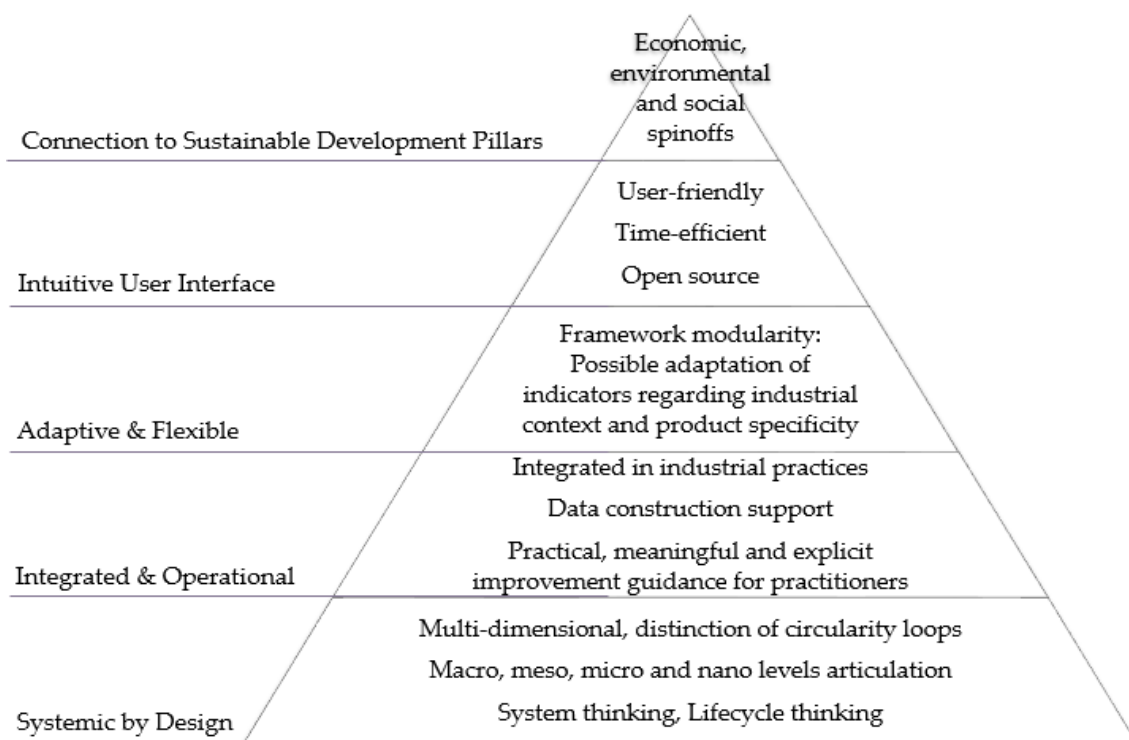 Economic,
environmental
and social
spinoffs
Connection to Sustainable Development Pillars
User-friendly
Time-efficient
Open source
Intuitive User Interface
Framework modularity:
Possible adaptation of
indicators regarding industrial
context and product specificity
Adaptive & Flexible
Integrated in industrial practices
Data construction support
Practical, meaningful and explicit
improvement guidance for practitioners
Integrated & Operational
Multi-dimensional, distinction of circularity loops
Macro, meso, micro and nano levels articulation
System thinking, Lifecycle thinking
Systemic by Design